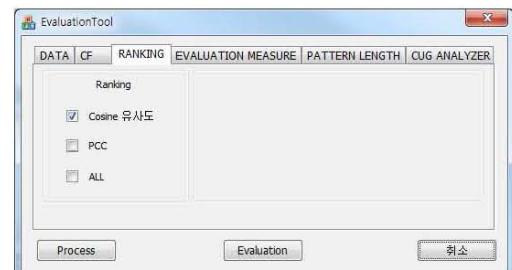 EvaluationTool
DATA CF RANKING EVALUATION MEASURE PATTERN LENGTH CUG ANALYZER
Ranking
Cosine 유사도
PCC
ALL
Process Evaluation 취소